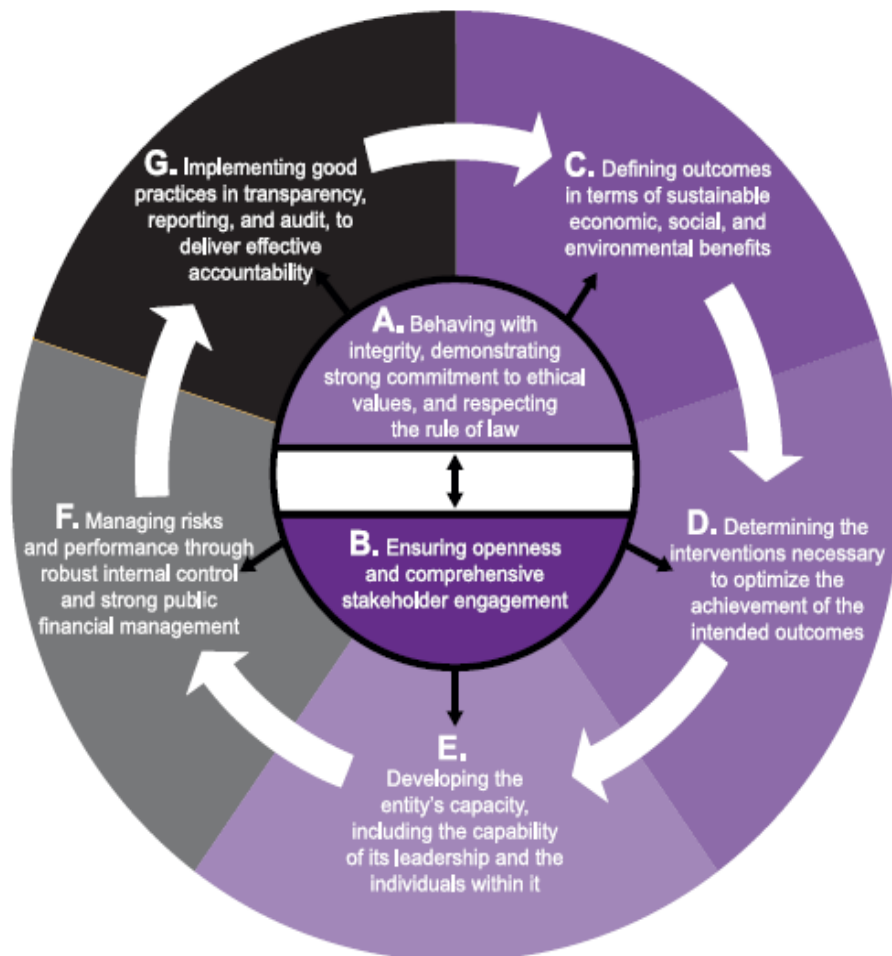 A. Behaving with
integrity, demonstrating
strong commitment to ethical
values, and respecting
the rule of law
B. Ensuring openness
and comprehensive
stakeholder engagement
C. Defining outcomes
in terms of sustainable
economic, social, and
environmental benefits
D. Determining the
interventions necessary
to optimize the
achievement of the
intended outcomes
E.
Developing the
entity's capacity,
including the capability
of its leadership and the
individuals within it
F. Managing risks
and performance through
robust internal control
and strong public
financial management
G. Implementing good
practices in transparency,
reporting, and audit, to
deliver effective
accountability